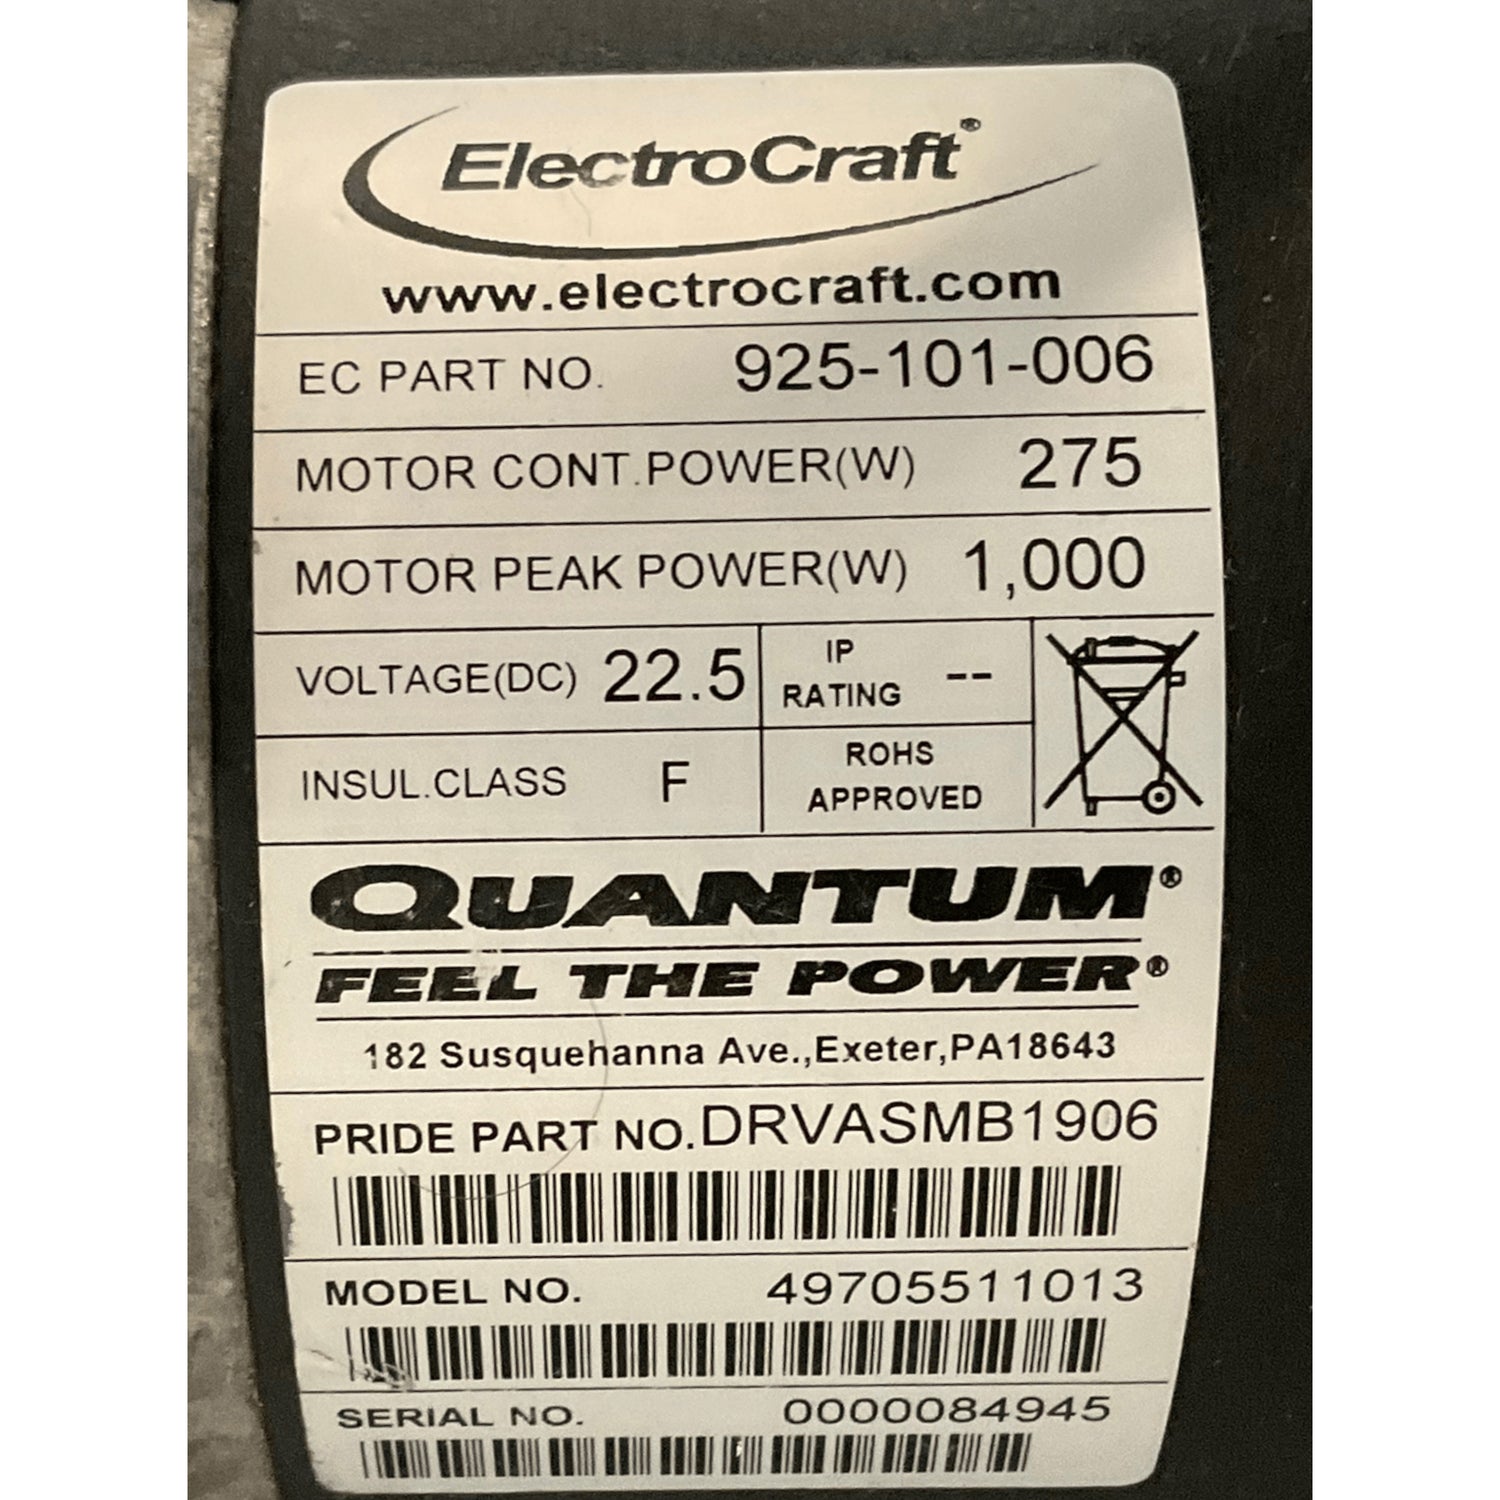 ElectroCraft®
www.electrocraft.com
EC PART NO. 925-101-006
MOTOR CONT.POWER(W) 275
MOTOR PEAK POWER(W) 1,000
VOLTAGE(DC) 22.5
IP
RATING --
INSUL.CLASS F
ROHS
APPROVED
QUANTUM®
FEEL THE POWER®
182 Susquehanna Ave.,Exeter,PA18643
PRIDE PART NO.DRVASMB1906
MODEL NO. 49705511013
SERIAL NO. 0000084945